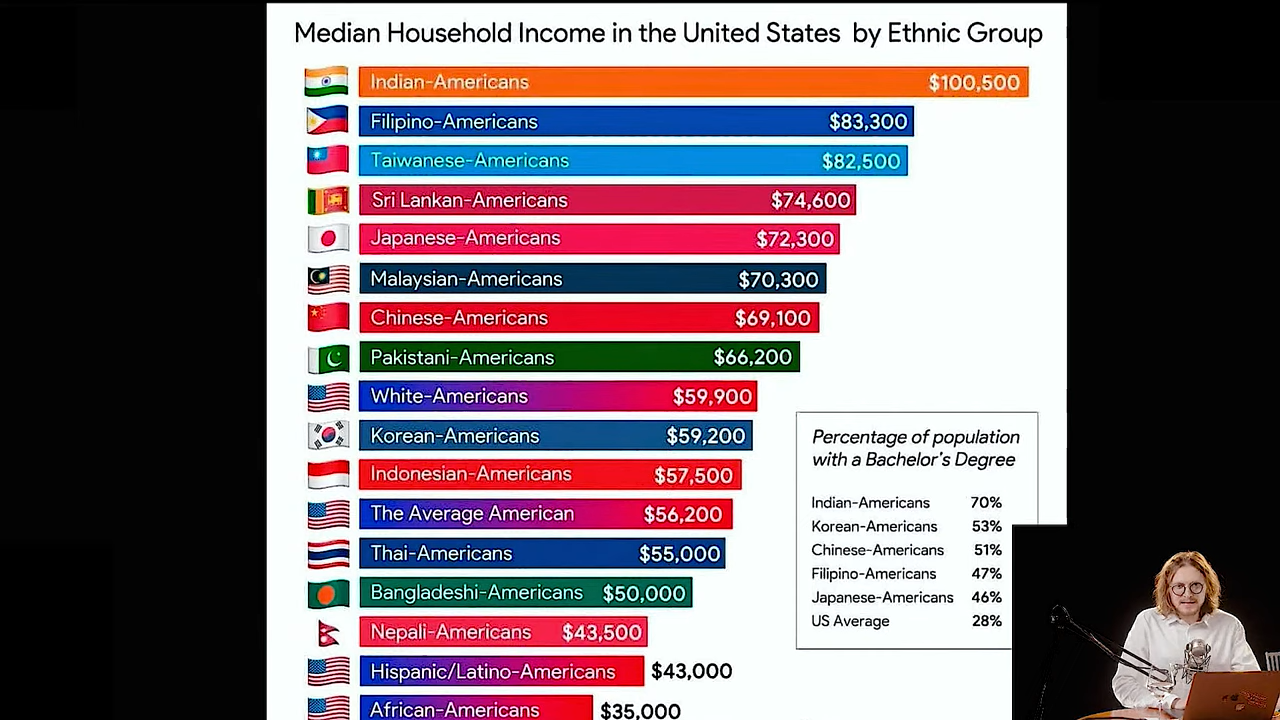 Median Household Income in the United States by Ethnic Group
Indian-Americans $100,500
Filipino-Americans $83,300
Taiwanese-Americans $82,500
Sri Lankan-Americans $74,600
Japanese-Americans $72,300
Malaysian-Americans $70,300
Chinese-Americans $69,100
Pakistani-Americans $66,200
White-Americans $59,900
Korean-Americans $59,200
Indonesian-Americans $57,500
The Average American $56,200
Thai-Americans $55,000
Bangladeshi-Americans $50,000
Nepali-Americans $43,500
Hispanic/Latino-Americans $43,000
African-Americans $35,000
Percentage of population
with a Bachelor's Degree
Indian-Americans 70%
Korean-Americans 53%
Chinese-Americans 51%
Filipino-Americans 47%
Japanese-Americans 46%
US Average 28%